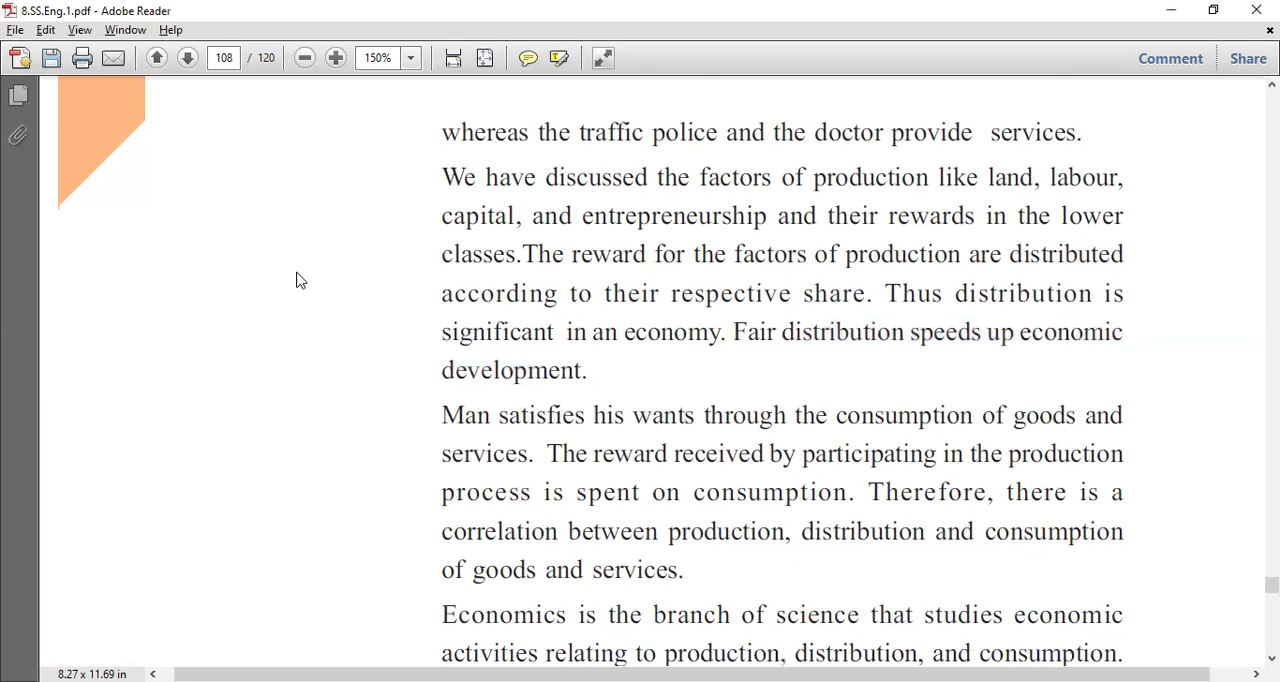 8.SS.Eng.1.pdf - Adobe Reader
File Edit View Window Help
108 / 120 150% Comment Share
whereas the traffic police and the doctor provide services.
We have discussed the factors of production like land, labour,
capital, and entrepreneurship and their rewards in the lower
classes.The reward for the factors of production are distributed
according to their respective share. Thus distribution is
significant in an economy. Fair distribution speeds up economic
development.
Man satisfies his wants through the consumption of goods and
services. The reward received by participating in the production
process is spent on consumption. Therefore, there is a
correlation between production, distribution and consumption
of goods and services.
Economics is the branch of science that studies economic
activities relating to production, distribution, and consumption.
8.27 x 11.69 in